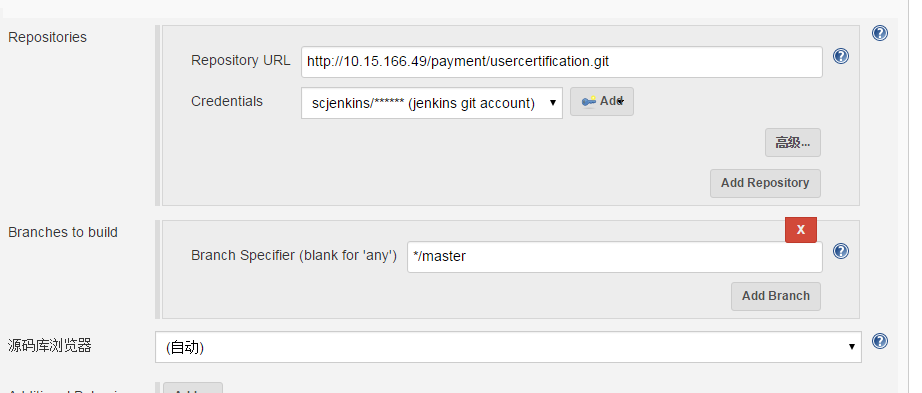 Repositories
Repository URL http://10.15.166.49/payment/usercertification.git
Credentials scjenkins/****** (jenkins git account) Add
高级...
Add Repository
Branches to build
X
Branch Specifier (blank for 'any') */master
Add Branch
源码库浏览器 (自动)